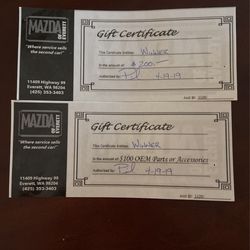 MAZDA
OF EVERETT
"Where service sells
the second car!"
11409 Highway 99
Everett, WA 98204
(425) 353-3403
Gift Certificate
This Certificate Entitles: Winner
In the amount of: $200.-
Authorized by:
4-19-19
MAZDA
OF EVERETT
"Where service sells
the second car!"
11409 Highway 99
Everett, WA 98204
(425) 353-3403
Gift Certificate
This Certificate Entitles: Winner
In the amount of: $100 OEM Parts or Accessories
Authorized by:
4-19-19